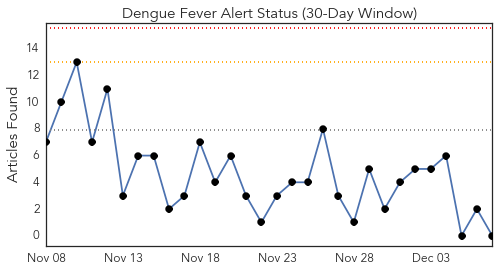 Dengue Fever Alert Status (30-Day Window)
Articles Found
14
12
10
8
6
4
2
0
Nov 08 Nov 13 Nov 18 Nov 23 Nov 28 Dec 03